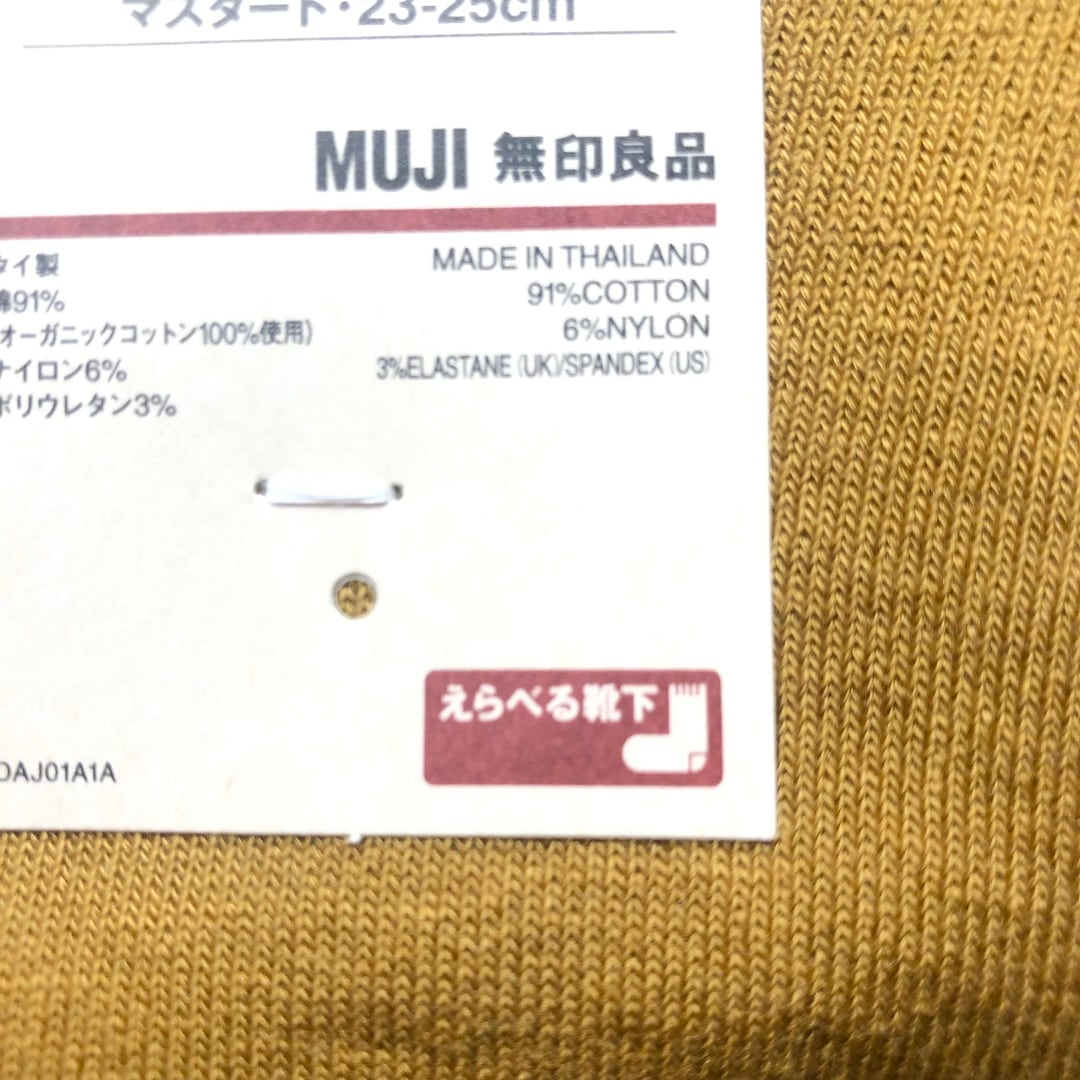 マスタード・23-25cm
MUJI 無印良品
タイ製
綿91%
(オーガニックコットン100%使用)
ナイロン6%
ポリウレタン3%
MADE IN THAILAND
91%COTTON
6%NYLON
3%ELASTANE (UK)/SPANDEX (US)
えらべる靴下
DAJ01A1A